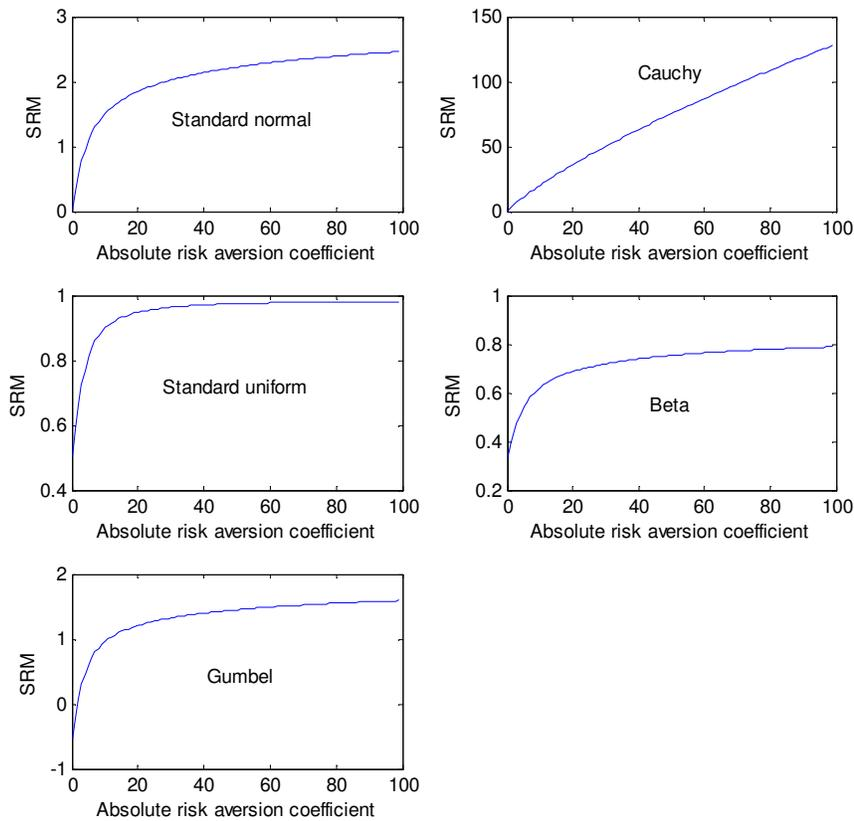 3
2
1
0
SRM
Standard normal
0 20 40 60 80 100
Absolute risk aversion coefficient
150
100
50
0
SRM
Cauchy
0 20 40 60 80 100
Absolute risk aversion coefficient
1
0.8
0.6
0.4
SRM
Standard uniform
0 20 40 60 80 100
Absolute risk aversion coefficient
1
0.8
0.6
0.4
0.2
SRM
Beta
0 20 40 60 80 100
Absolute risk aversion coefficient
2
1
0
-1
SRM
Gumbel
0 20 40 60 80 100
Absolute risk aversion coefficient